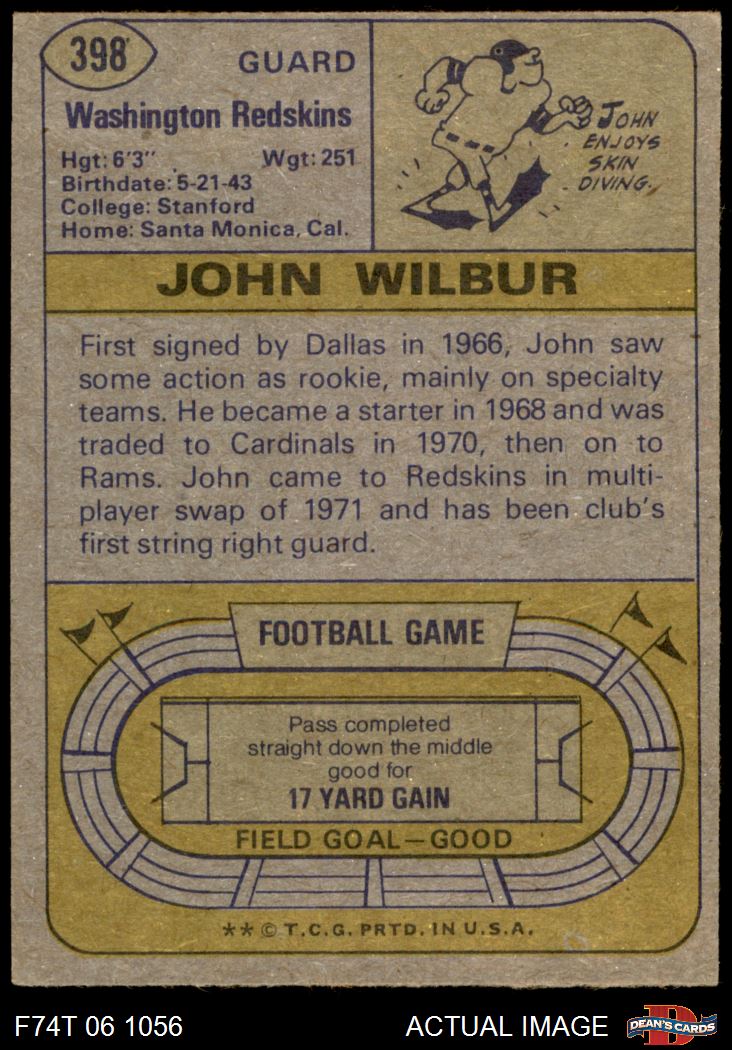 398
GUARD
Washington Redskins
Hgt: 6'3" Wgt: 251
Birthdate: 5-21-43
College: Stanford
Home: Santa Monica, Cal.
JOHN
ENJOYS
SKIN
DIVING.
JOHN WILBUR
First signed by Dallas in 1966, John saw
some action as rookie, mainly on specialty
teams. He became a starter in 1968 and was
traded to Cardinals in 1970, then on to
Rams. John came to Redskins in multi-
player swap of 1971 and has been club's
first string right guard.
FOOTBALL GAME
Pass completed
straight down the middle
good for
17 YARD GAIN
FIELD GOAL—GOOD
** © T.C.G. PRTD. IN U.S.A.
F74T 06 1056 ACTUAL IMAGE
D
DEAN'S CARDS